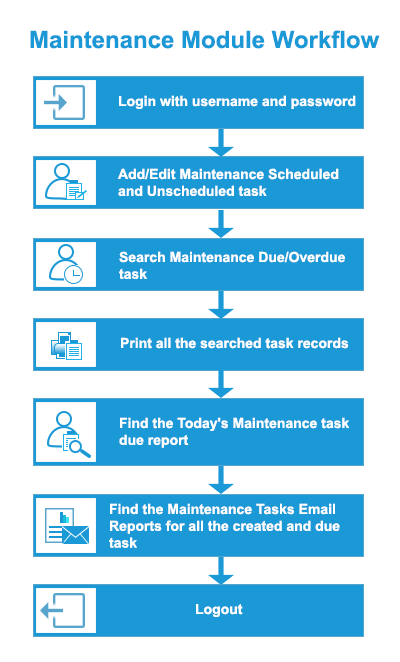 Maintenance Module Workflow
Login with username and password
Add/Edit Maintenance Scheduled
and Unscheduled task
Search Maintenance Due/Overdue
task
Print all the searched task records
Find the Today's Maintenance task
due report
Find the Maintenance Tasks Email
Reports for all the created and due
task
Logout